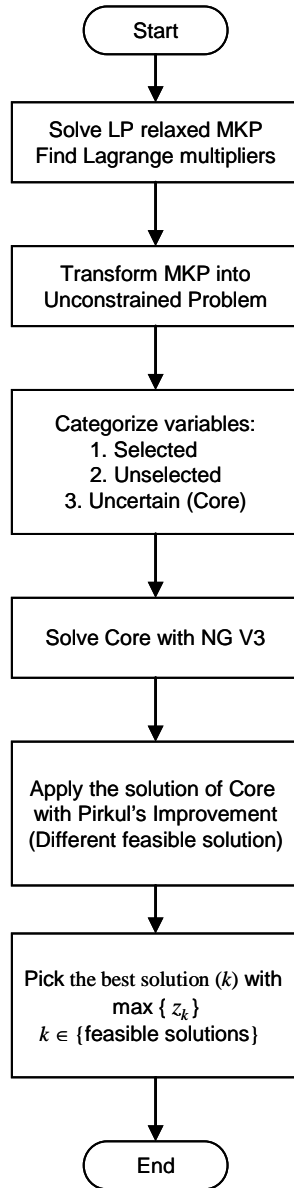 Start
Solve LP relaxed MKP
Find Lagrange multipliers
Transform MKP into
Unconstrained Problem
Categorize variables:
1. Selected
2. Unselected
3. Uncertain (Core)
Solve Core with NG V3
Apply the solution of Core
with Pirkul's Improvement
(Different feasible solution)
Pick the best solution (k) with
max { z_k }
k ∈ {feasible solutions}
End